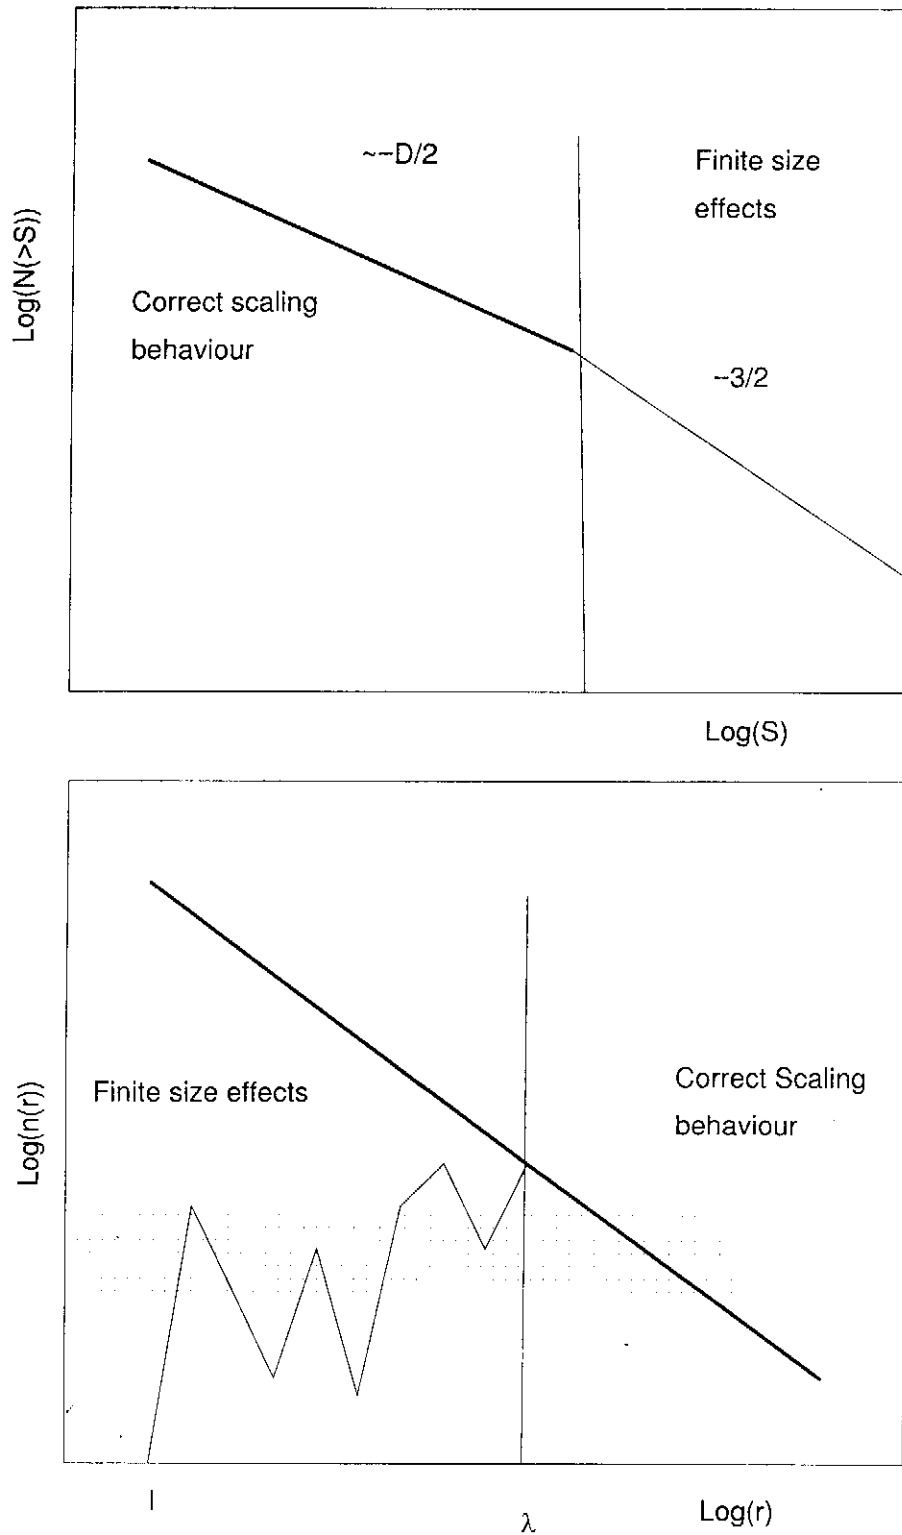 ~−D/2
Finite size
effects
Log(N(>S))
Correct scaling
behaviour
~3/2
Log(S)
Log(n(r))
Finite size effects
Correct Scaling
behaviour
l
λ
Log(r)